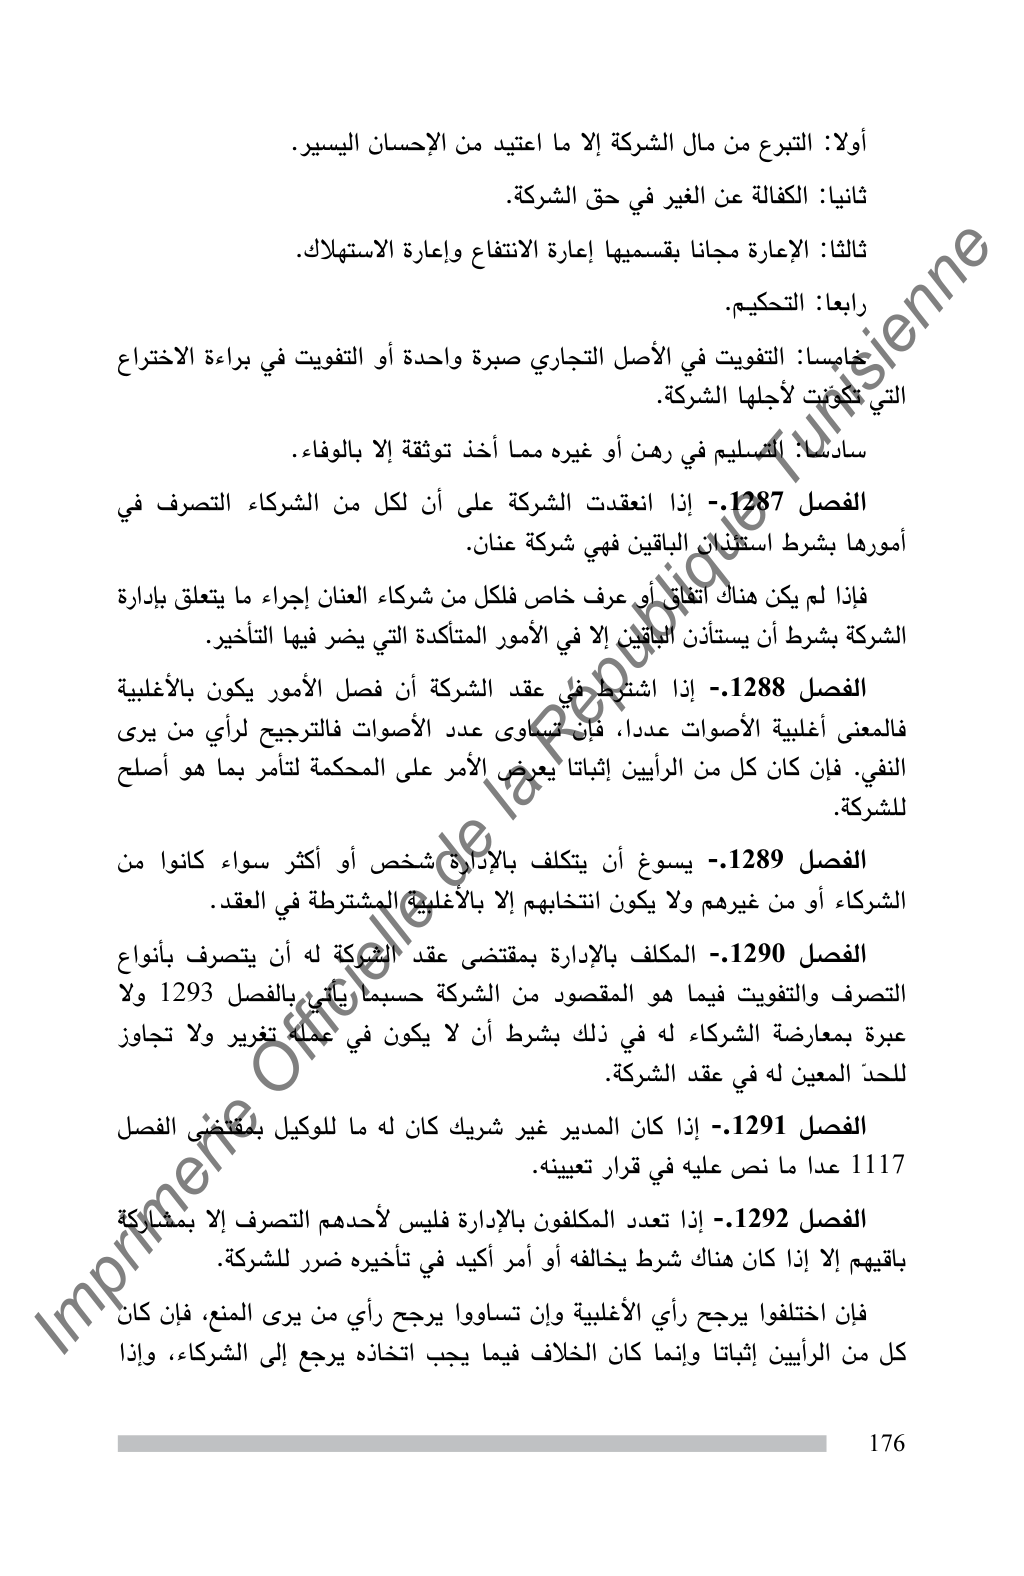 أولا: التبرع من مال الشركة إلا ما اعتيد من الإحسان اليسير.
ثانيا: الكفالة عن الغير في حق الشركة.
ثالثا: الإعارة مجانا بقسميها إعارة الانتفاع وإعارة الاستهلاك.
رابعا: التحكيم.
خامسا: التفويت في الأصل التجاري صبرة واحدة أو التفويت في براءة الاختراع
التي تكوّنت لأجلها الشركة.
سادسا: التسليم في رهن أو غيره مما أخذ توثقة إلا بالوفاء.
الفصل 1287.- إذا انعقدت الشركة على أن لكل من الشركاء التصرف في
أمورها بشرط استئذان الباقين فهي شركة عنان.
فإذا لم يكن هناك اتفاق أو عرف خاص فلكل من شركاء العنان إجراء ما يتعلق بإدارة
الشركة بشرط أن يستأذن الباقين إلا في الأمور المتأكدة التي يضر فيها التأخير.
الفصل 1288.- إذا اشترط في عقد الشركة أن فصل الأمور يكون بالأغلبية
فالمعنى أغلبية الأصوات عددا، فإن تساوى عدد الأصوات فالترجيح لرأي من يرى
النفي. فإن كان كل من الرأيين إثباتا يعرض الأمر على المحكمة لتأمر بما هو أصلح
للشركة.
الفصل 1289.- يسوغ أن يتكلف بالإدارة شخص أو أكثر سواء كانوا من
الشركاء أو من غيرهم ولا يكون انتخابهم إلا بالأغلبية المشترطة في العقد.
الفصل 1290.- المكلف بالإدارة بمقتضى عقد الشركة له أن يتصرف بأنواع
التصرف والتفويت فيما هو المقصود من الشركة حسبما يأتي بالفصل 1293 ولا
عبرة بمعارضة الشركاء له في ذلك بشرط أن لا يكون في عمله تغرير ولا تجاوز
للحدّ المعين له في عقد الشركة.
الفصل 1291.- إذا كان المدير غير شريك كان له ما للوكيل بمقتضى الفصل
1117 عدا ما نص عليه في قرار تعيينه.
الفصل 1292.- إذا تعدد المكلفون بالإدارة فليس لأحدهم التصرف إلا بمشاركة
باقيهم إلا إذا كان هناك شرط يخالفه أو أمر أكيد في تأخيره ضرر للشركة.
فإن اختلفوا يرجح رأي الأغلبية وإن تساووا يرجح رأي من يرى المنع، فإن كان
كل من الرأيين إثباتا وإنما كان الخلاف فيما يجب اتخاذه يرجع إلى الشركاء، وإذا
176
Imprimerie Officielle de la République Tunisienne